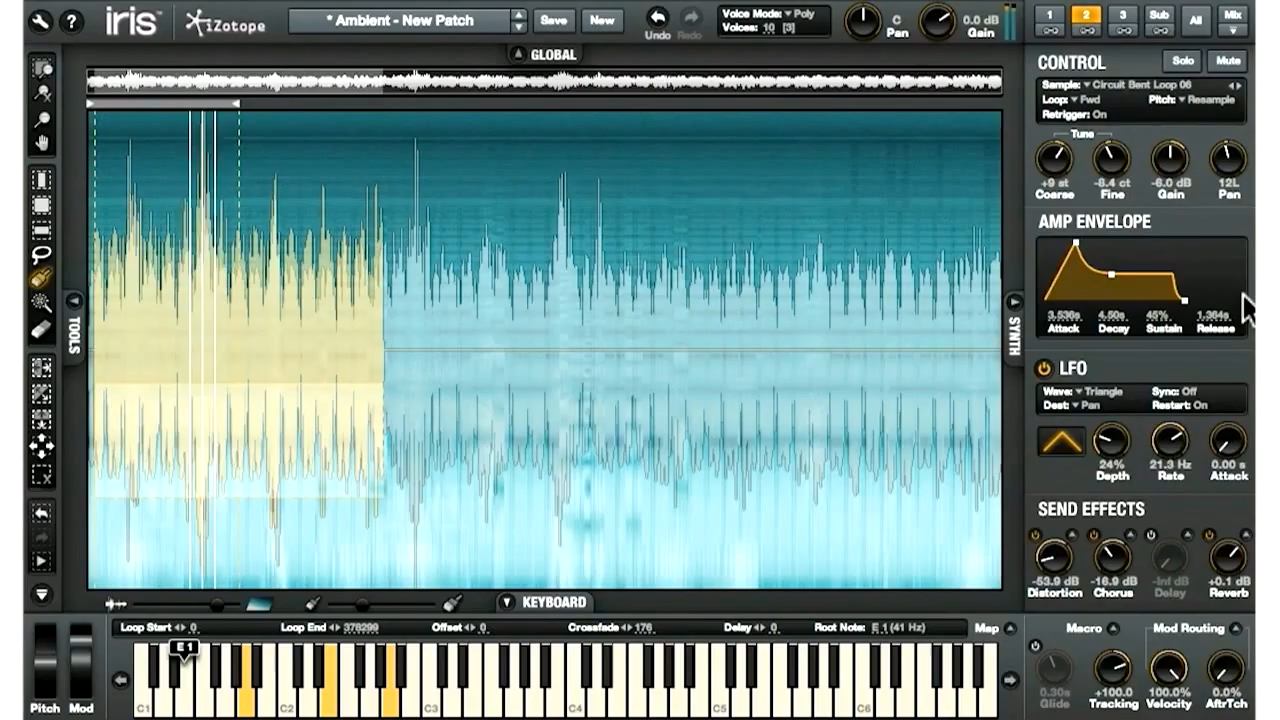 iris
iZotope
* Ambient - New Patch
Save
New
Undo
Redo
Voice Mode: Poly
Voices: 10 [3]
C
Pan
0.0 dB
Gain
1
2
3
Sub
All
Mix
GLOBAL
CONTROL
Solo
Mute
Sample: Circuit Bent Loop 06
Loop: Fwd
Pitch: Resample
Retrigger: On
Tune
+9 st
-8.4 ct
-6.0 dB
12L
Coarse
Fine
Gain
Pan
AMP ENVELOPE
3.536s
4.50s
45%
1.364s
Attack
Decay
Sustain
Release
TOOLS
SYNTH
LFO
Wave: Triangle
Sync: Off
Dest: Pan
Restart: On
24%
21.3 Hz
0.00 s
Depth
Rate
Attack
SEND EFFECTS
-53.9 dB
-16.9 dB
-Inf dB
+0.1 dB
Distortion
Chorus
Delay
Reverb
KEYBOARD
Loop Start 0
Loop End 378299
Offset 0
Crossfade 176
Delay 0
Root Note: E 1 (41 Hz)
Map
E 1
C1
C2
C3
C4
C5
C6
Pitch
Mod
Macro
Mod Routing
0.30s
+100.0
100.0%
0.0%
Glide
Tracking
Velocity
AftrTch